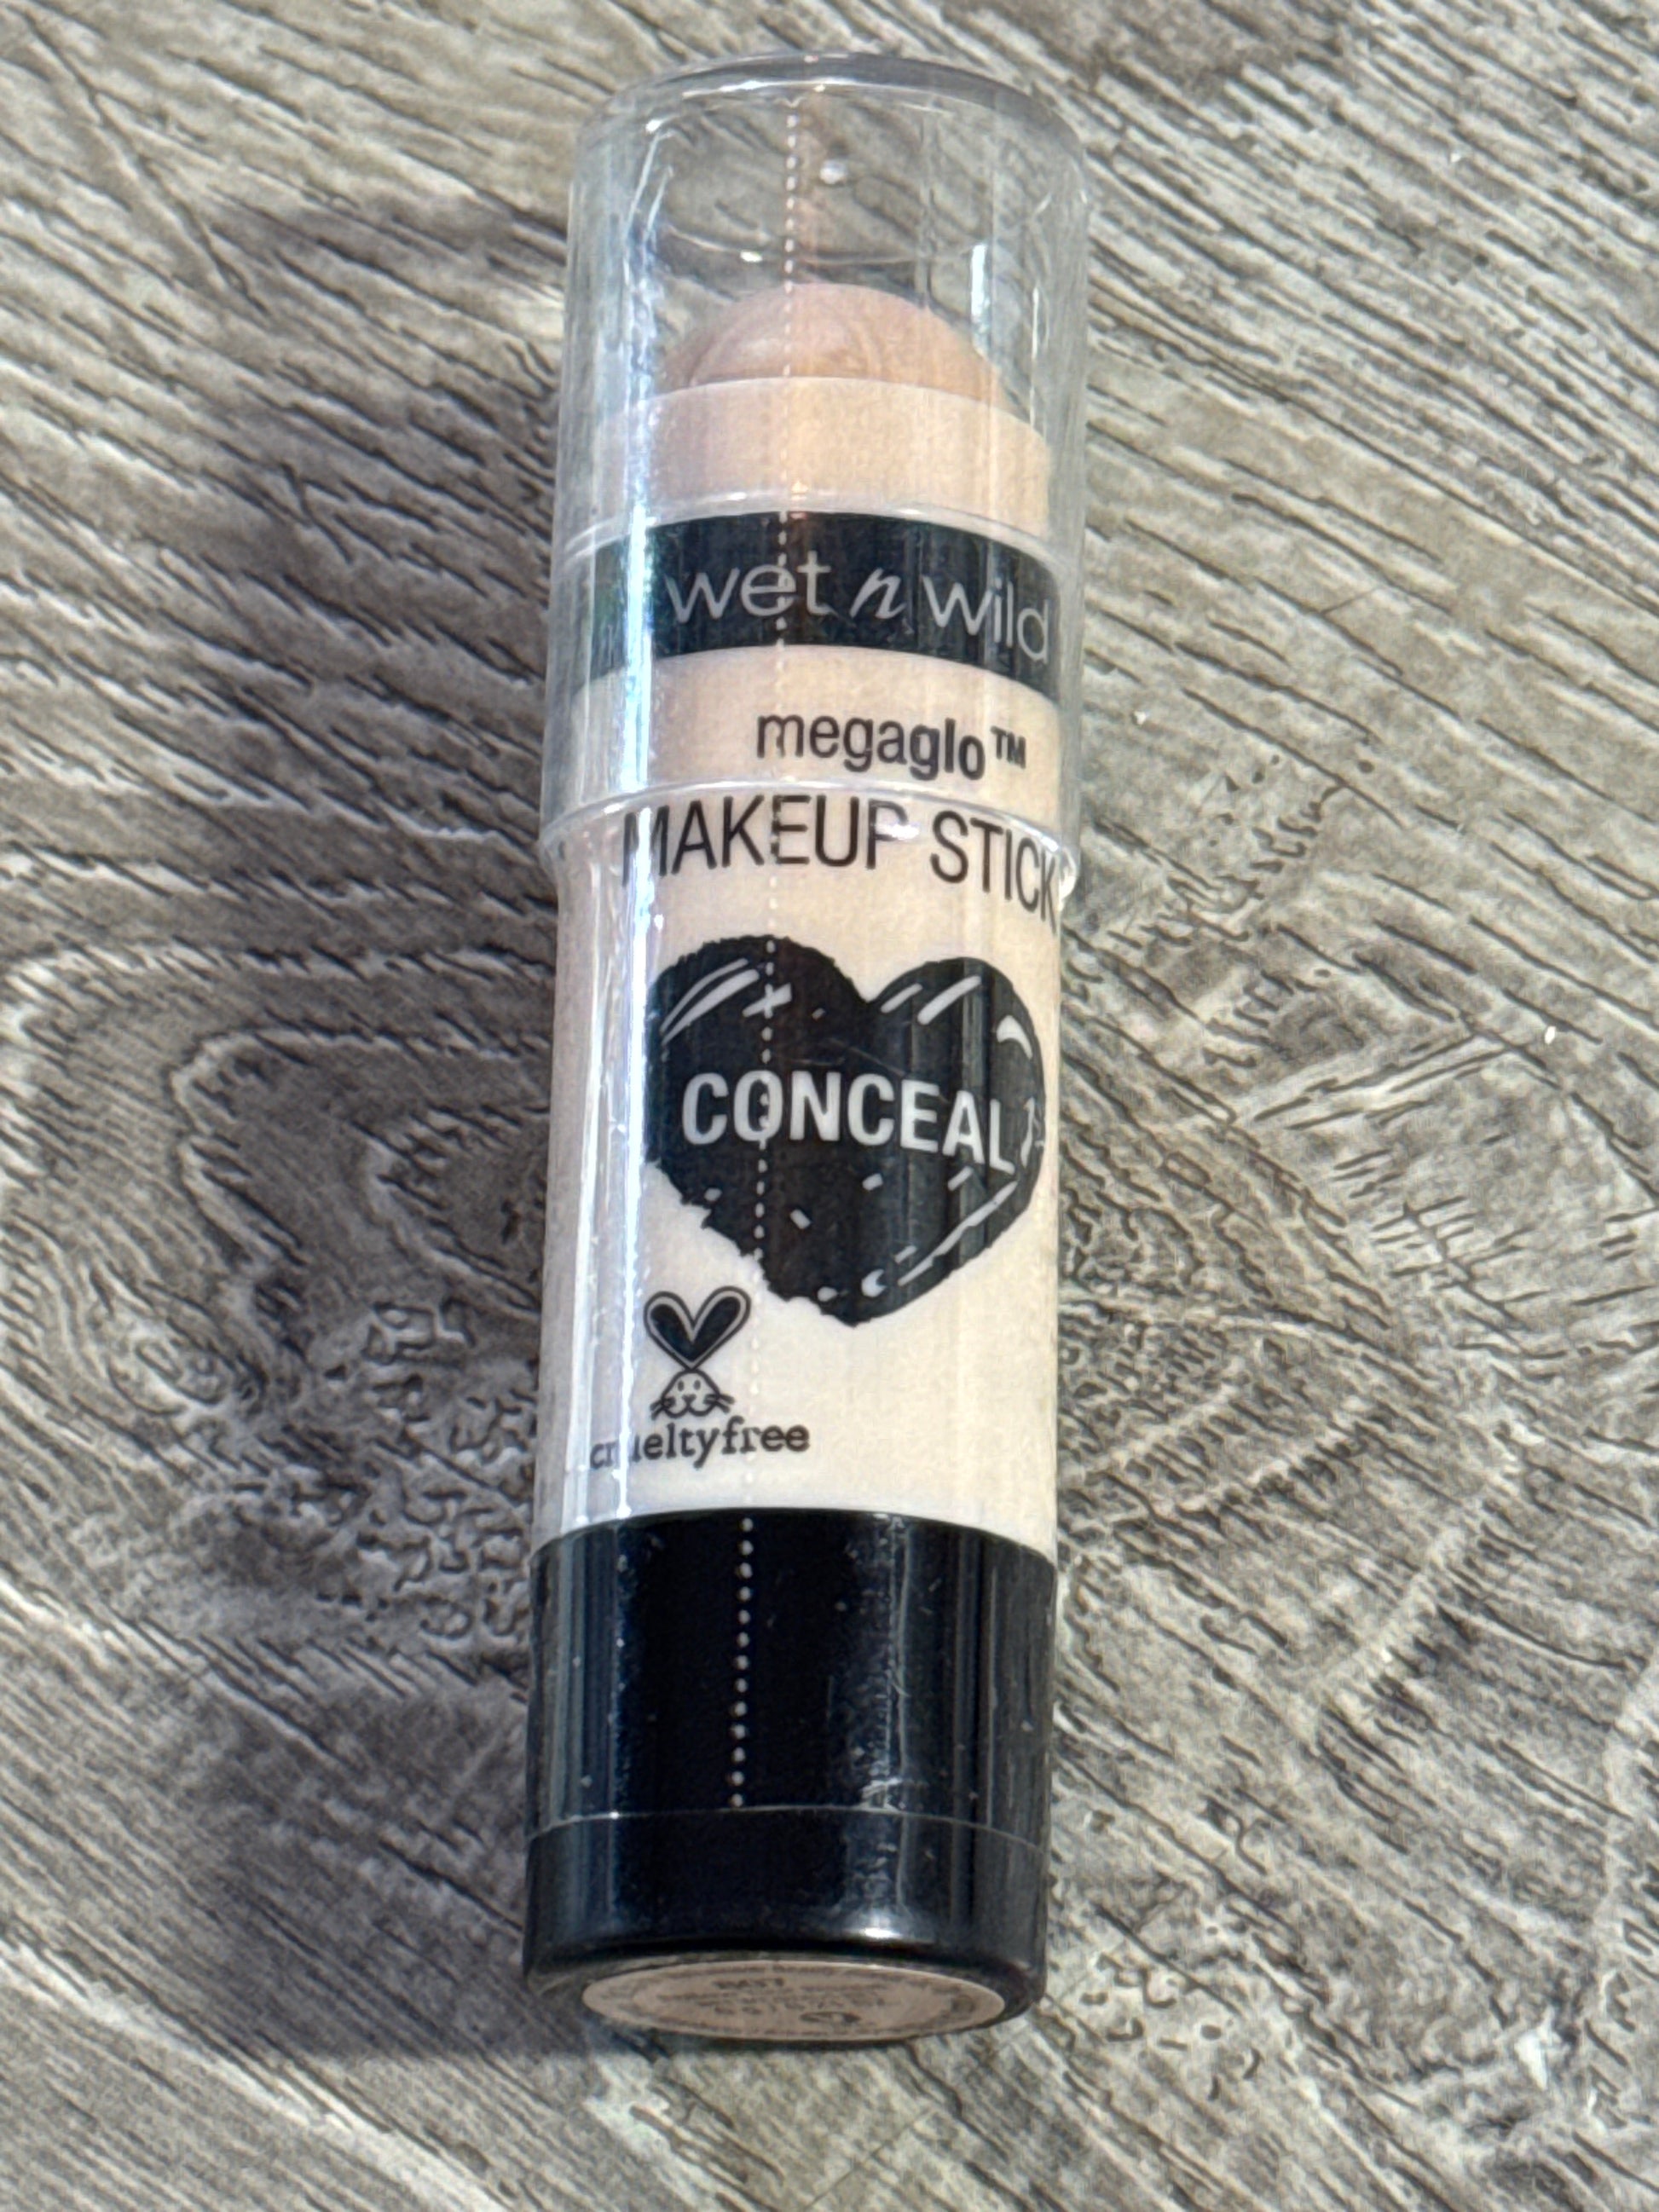 wet n wild
megaglo™
MAKEUP STICK
CONCEAL
crueltyfree